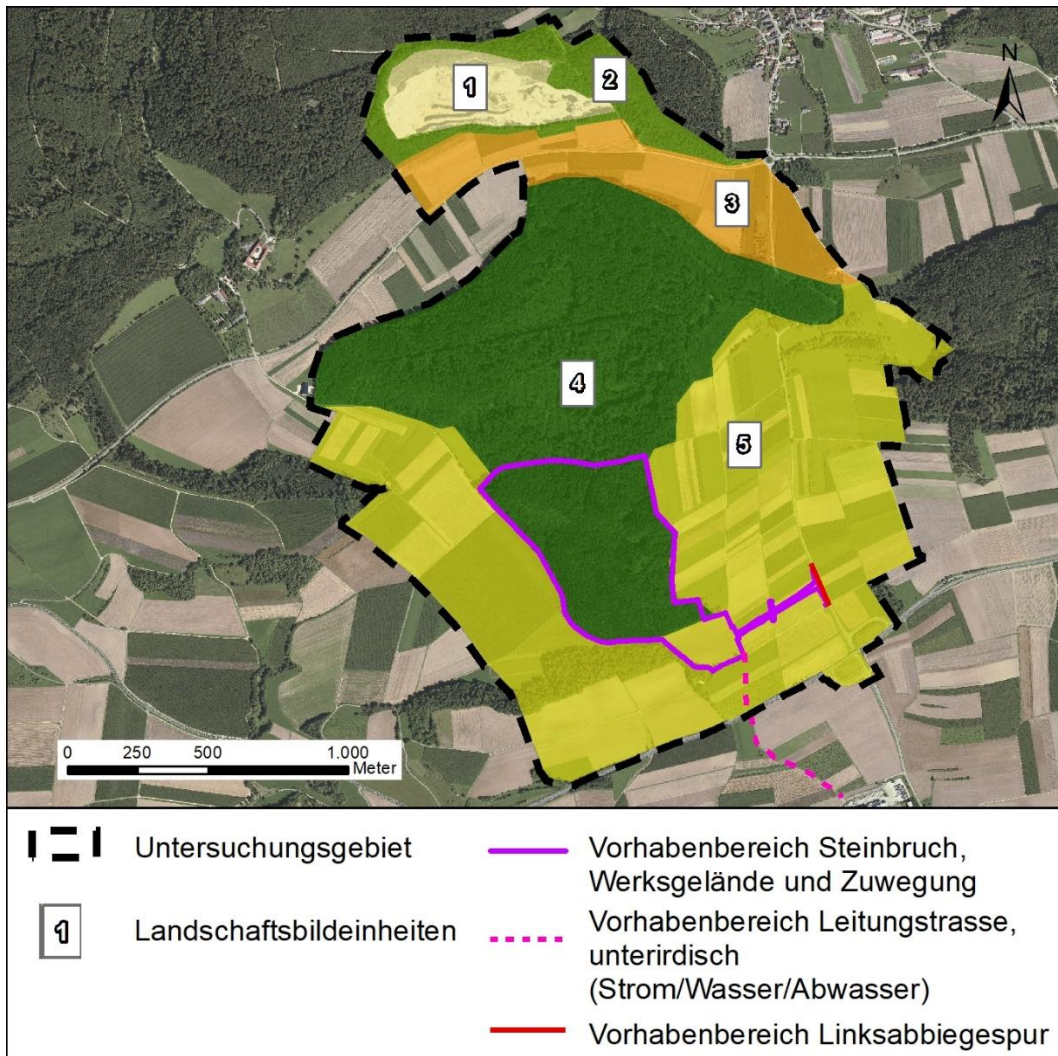 1
2
N
3
4
5
0 250 500 1.000
Meter
Untersuchungsgebiet
1 Landschaftsbildeinheiten
Vorhabenbereich Steinbruch,
Werksgelände und Zuwegung
Vorhabenbereich Leitungstrasse,
unterirdisch
(Strom/Wasser/Abwasser)
Vorhabenbereich Linksabbiegespur